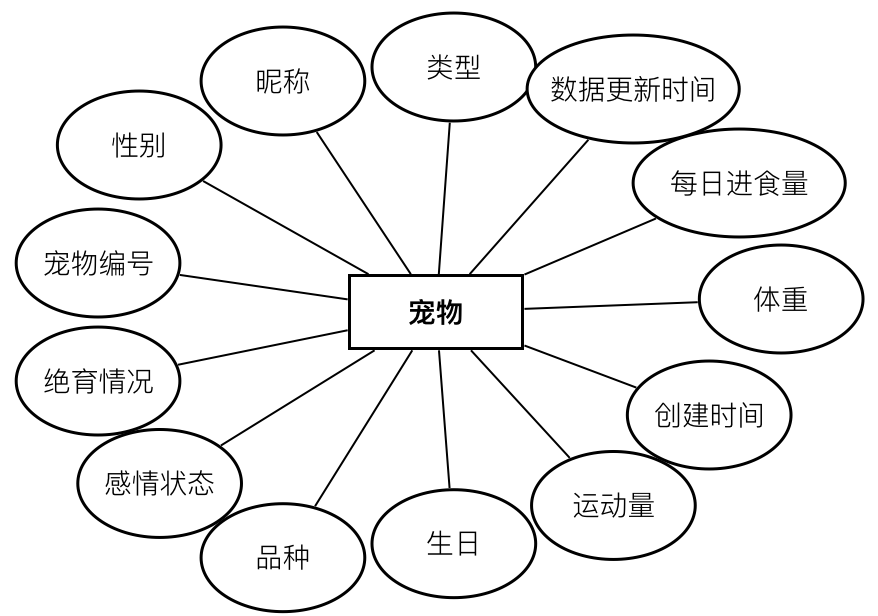 类型
昵称
数据更新时间
性别
每日进食量
宠物编号
体重
宠物
绝育情况
创建时间
感情状态
运动量
品种
生日